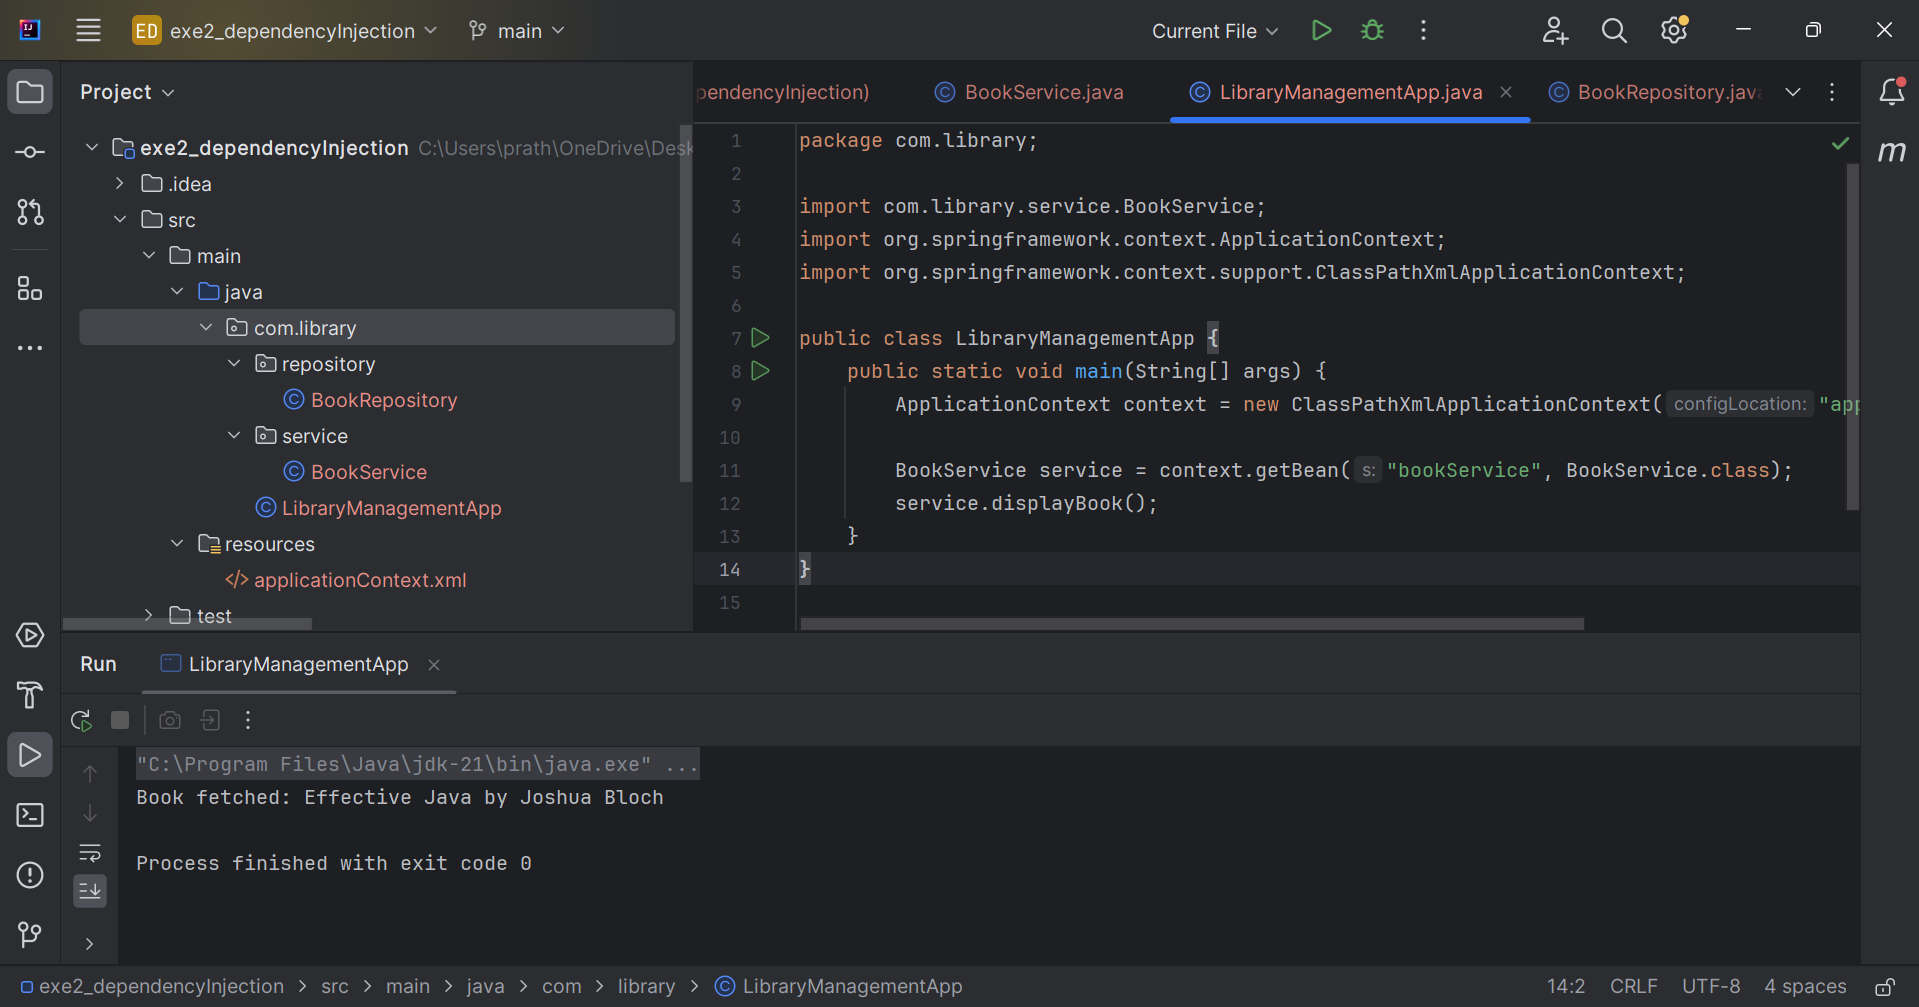 ED exe2_dependencyInjection main Current File
Project
exe2_dependencyInjection C:\Users\prath\OneDrive\Desk
.idea
src
main
java
com.library
repository
BookRepository
service
BookService
LibraryManagementApp
resources
applicationContext.xml
test
pendencyInjection) BookService.java LibraryManagementApp.java BookRepository.java
1 package com.library;
2
3 import com.library.service.BookService;
4 import org.springframework.context.ApplicationContext;
5 import org.springframework.context.support.ClassPathXmlApplicationContext;
6
7 public class LibraryManagementApp {
8 public static void main(String[] args) {
9 ApplicationContext context = new ClassPathXmlApplicationContext( configLocation: "app
10
11 BookService service = context.getBean( s: "bookService", BookService.class);
12 service.displayBook();
13 }
14 }
15
m
Run LibraryManagementApp
"C:\Program Files\Java\jdk-21\bin\java.exe" ...
Book fetched: Effective Java by Joshua Bloch
Process finished with exit code 0
exe2_dependencyInjection > src > main > java > com > library > LibraryManagementApp 14:2 CRLF UTF-8 4 spaces